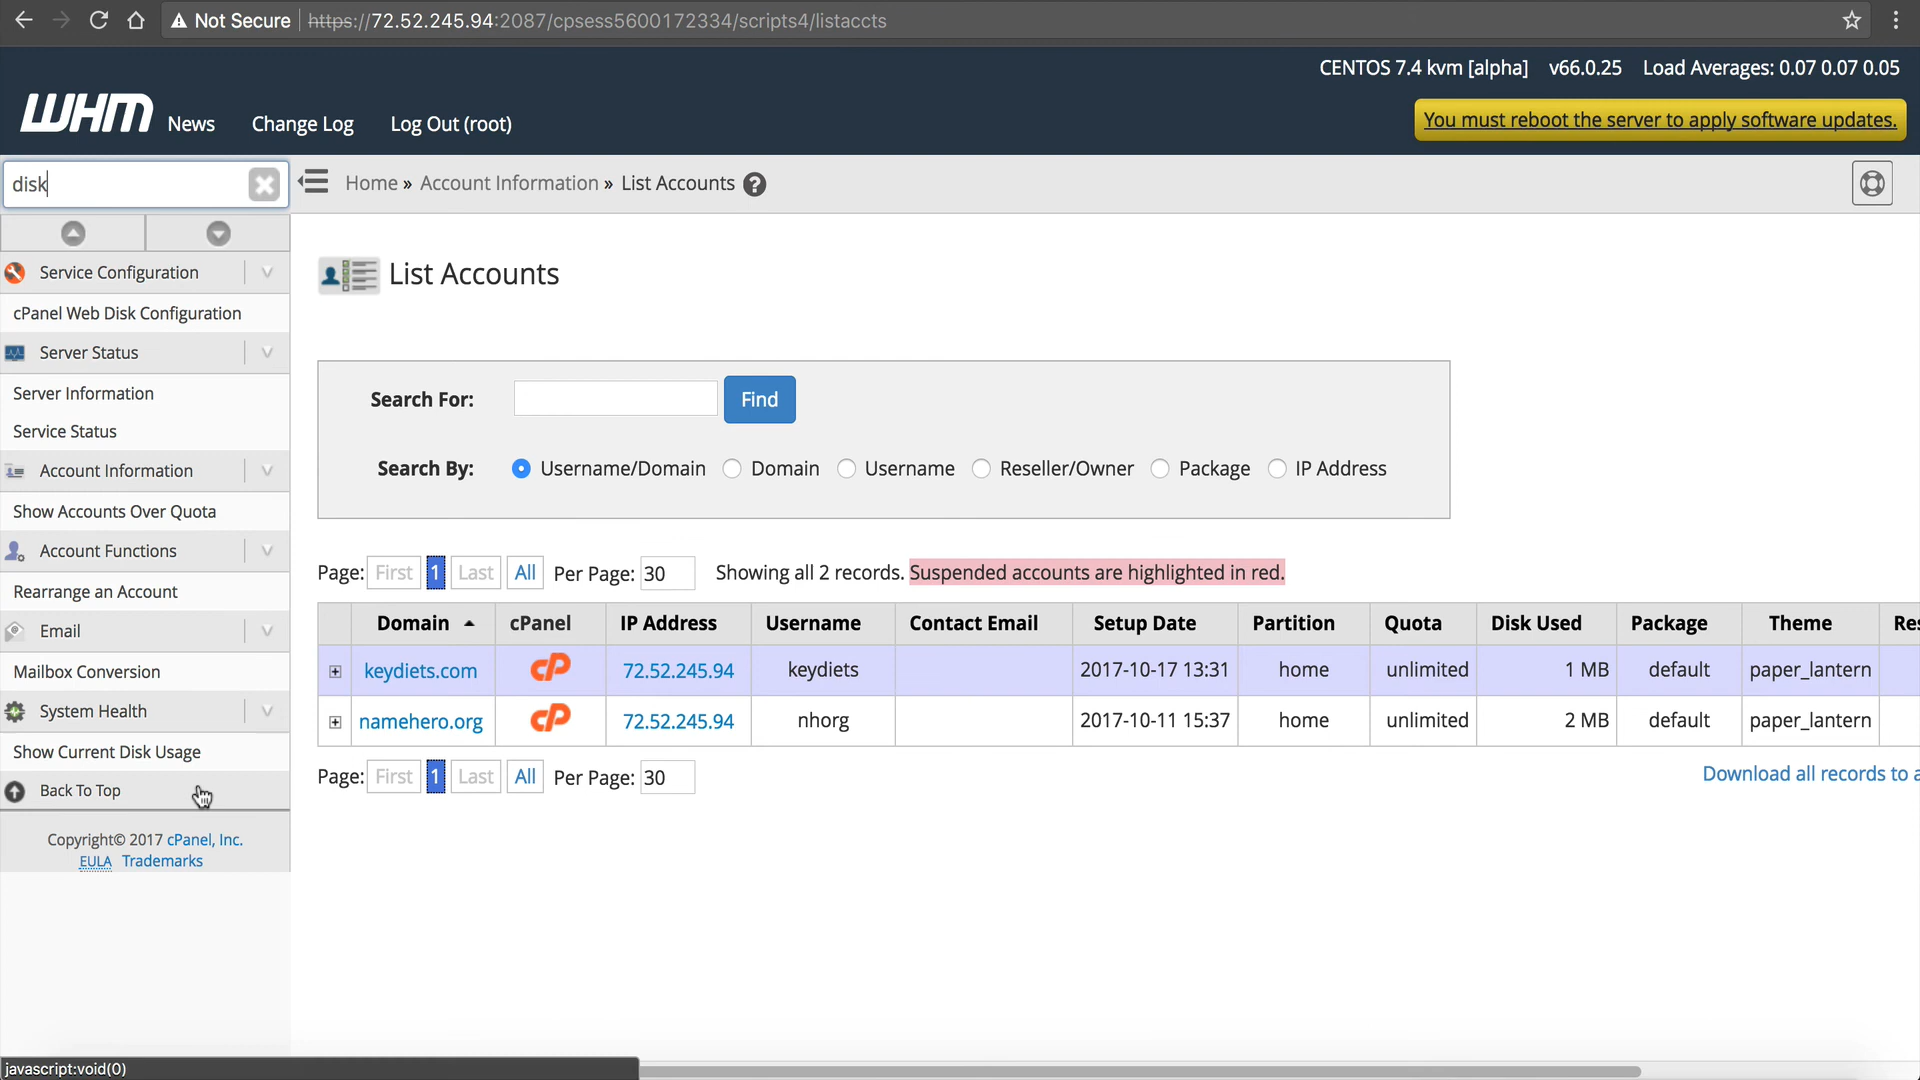 Not Secure https://72.52.245.94:2087/cpsess5600172334/scripts4/listaccts
CENTOS 7.4 kvm [alpha] v66.0.25 Load Averages: 0.07 0.07 0.05
WHM News Change Log Log Out (root)
You must reboot the server to apply software updates.
disk
Home » Account Information » List Accounts ?
Service Configuration
cPanel Web Disk Configuration
Server Status
Server Information
Service Status
Account Information
Show Accounts Over Quota
Account Functions
Rearrange an Account
Email
Mailbox Conversion
System Health
Show Current Disk Usage
Back To Top
Copyright© 2017 cPanel, Inc.
EULA Trademarks
List Accounts
Search For: Find
Search By: Username/Domain Domain Username Reseller/Owner Package IP Address
Page: First 1 Last All Per Page: 30 Showing all 2 records. Suspended accounts are highlighted in red.
Domain cPanel IP Address Username Contact Email Setup Date Partition Quota Disk Used Package Theme
keydiets.com cP 72.52.245.94 keydiets 2017-10-17 13:31 home unlimited 1 MB default paper_lantern
namehero.org cP 72.52.245.94 nhorg 2017-10-11 15:37 home unlimited 2 MB default paper_lantern
Page: First 1 Last All Per Page: 30
Download all records to a
javascript:void(0)